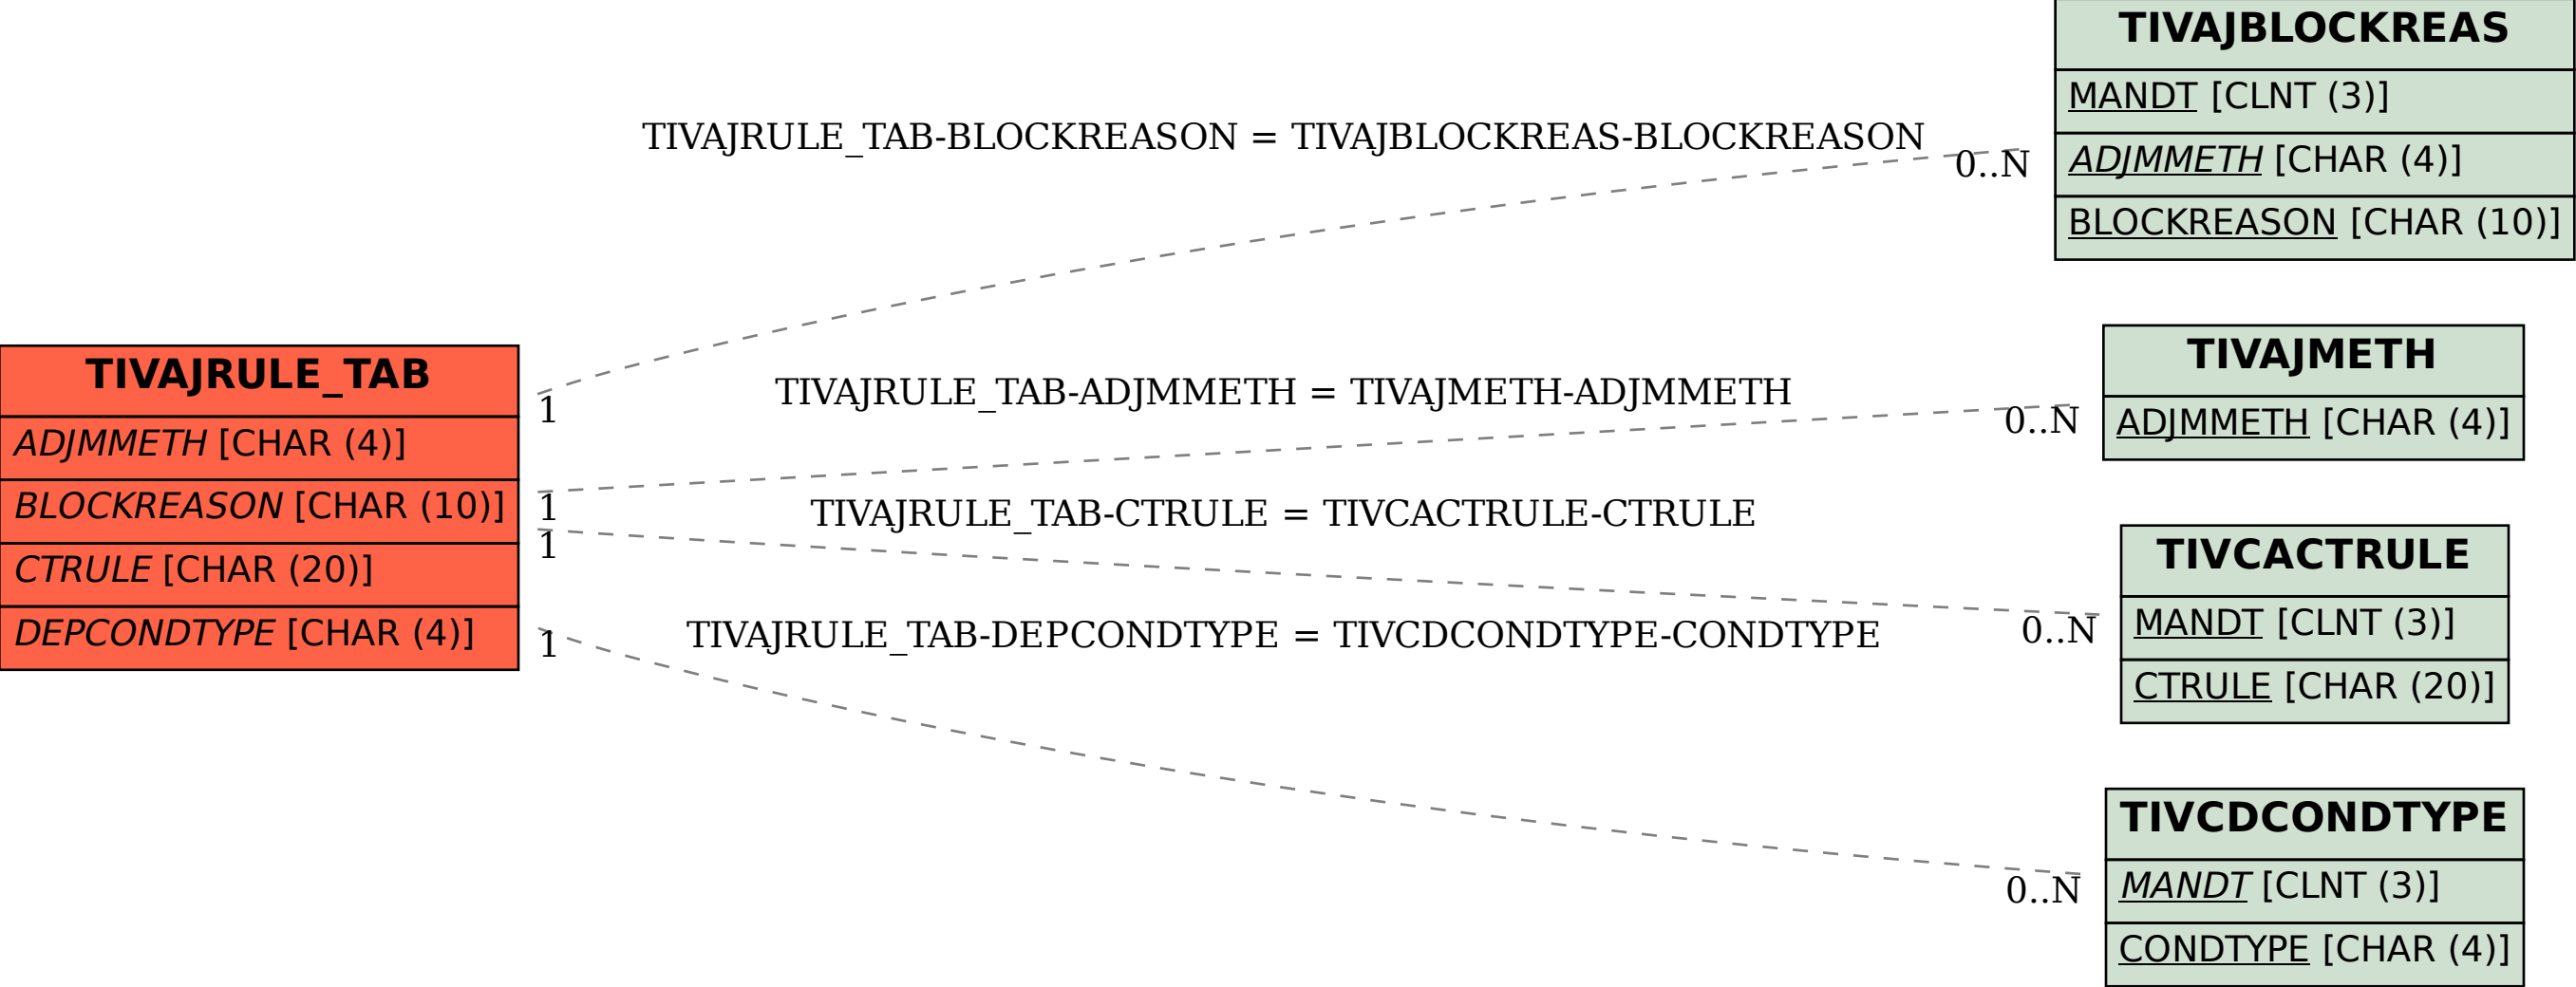 TIVAJBLOCKREAS
MANDT [CLNT (3)]
ADJMMETH [CHAR (4)]
BLOCKREASON [CHAR (10)]
TIVAJRULE_TAB-BLOCKREASON = TIVAJBLOCKREAS-BLOCKREASON
0..N
1
TIVAJRULE_TAB
ADJMMETH [CHAR (4)]
BLOCKREASON [CHAR (10)]
CTRULE [CHAR (20)]
DEPCONDTYPE [CHAR (4)]
TIVAJRULE_TAB-ADJMMETH = TIVAJMETH-ADJMMETH
0..N
1
TIVAJMETH
ADJMMETH [CHAR (4)]
TIVAJRULE_TAB-CTRULE = TIVCACTRULE-CTRULE
1
0..N
TIVCACTRULE
MANDT [CLNT (3)]
CTRULE [CHAR (20)]
TIVAJRULE_TAB-DEPCONDTYPE = TIVCDCONDTYPE-CONDTYPE
1
0..N
TIVCDCONDTYPE
MANDT [CLNT (3)]
CONDTYPE [CHAR (4)]